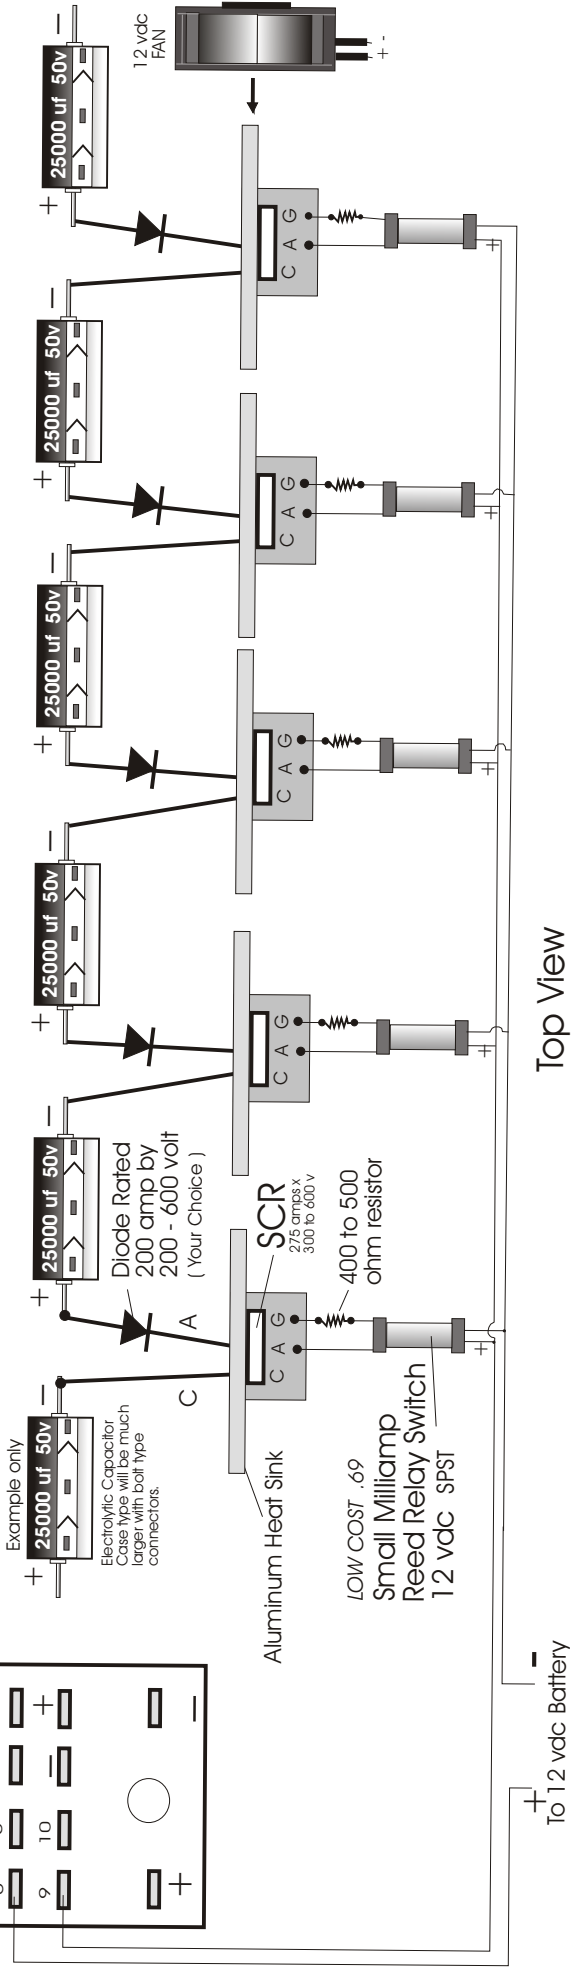 Example only
+
25000 uf 50v
−
+
25000 uf 50v
−
+
25000 uf 50v
−
+
25000 uf 50v
−
+
25000 uf 50v
−
+
25000 uf 50v
−
Electrolytic Capacitor
Case type will be much
larger with bolt type
connectors.
Diode Rated
200 amp by
200 - 600 volt
( Your Choice )
12 vdc
FAN
+ -
9
10
−
+
+
−
C
A
Aluminum Heat Sink
SCR
275 amps x
300 to 600 v
C A G
C A G
C A G
C A G
C A G
400 to 500
ohm resistor
LOW COST .69
Small Milliamp
Reed Relay Switch
12 vdc SPST
+
+
+
+
+
+
−
To 12 vdc Battery
Top View